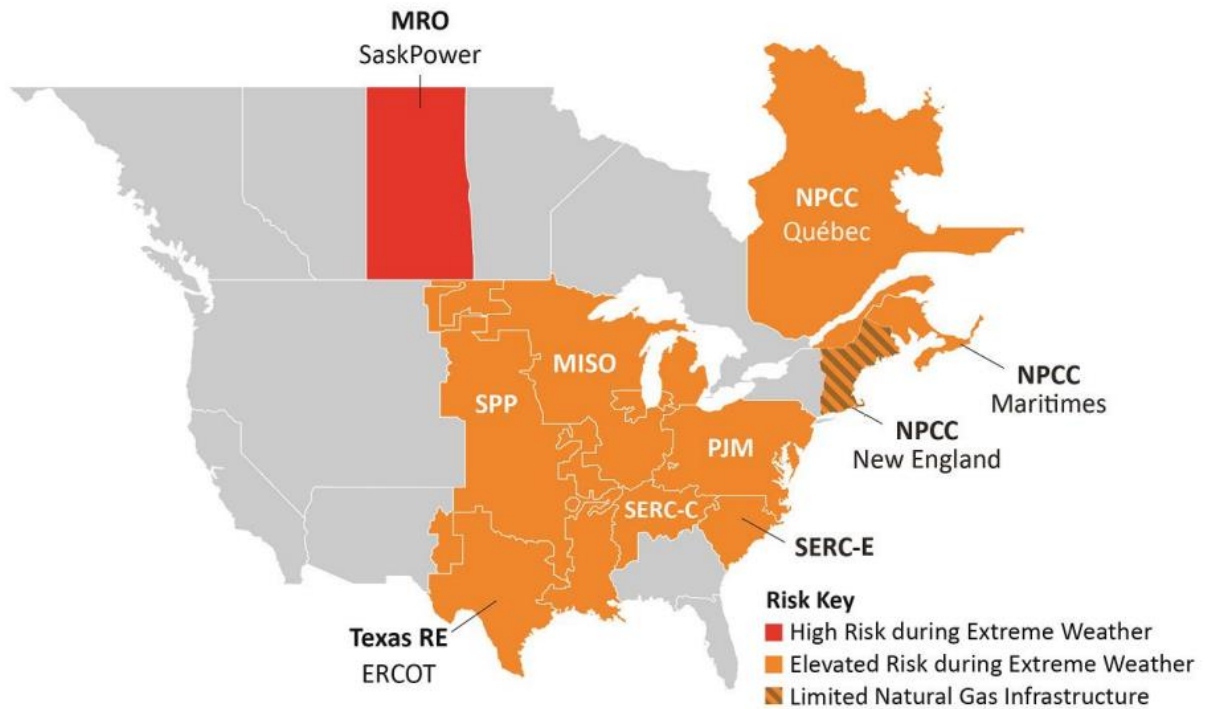 MRO
SaskPower
NPCC
Québec
MISO
SPP
NPCC
Maritimes
NPCC
New England
PJM
SERC-C
SERC-E
Texas RE
ERCOT
Risk Key
High Risk during Extreme Weather
Elevated Risk during Extreme Weather
Limited Natural Gas Infrastructure